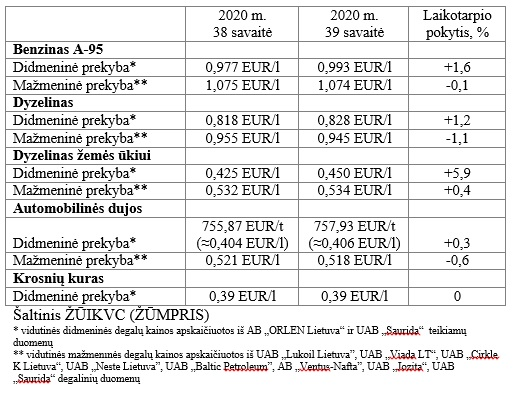 2020 m. 38 savaitė 2020 m. 39 savaitė Laikotarpio pokytis, %
Benzinas A-95
Didmeninė prekyba* 0,977 EUR/l 0,993 EUR/l +1,6
Mažmeninė prekyba** 1,075 EUR/l 1,074 EUR/l -0,1
Dyzelinas
Didmeninė prekyba* 0,818 EUR/l 0,828 EUR/l +1,2
Mažmeninė prekyba** 0,955 EUR/l 0,945 EUR/l -1,1
Dyzelinas žemės ūkiui
Didmeninė prekyba* 0,425 EUR/l 0,450 EUR/l +5,9
Mažmeninė prekyba** 0,532 EUR/l 0,534 EUR/l +0,4
Automobilinės dujos
Didmeninė prekyba* 755,87 EUR/t (≈0,404 EUR/l) 757,93 EUR/t (≈0,406 EUR/l) +0,3
Mažmeninė prekyba** 0,521 EUR/l 0,518 EUR/l -0,6
Krosnių kuras
Didmeninė prekyba* 0,39 EUR/l 0,39 EUR/l 0
Šaltinis ŽŪIKVC (ŽŪMPRIS)
* vidutinės didmeninės degalų kainos apskaičiuotos iš AB „ORLEN Lietuva“ ir UAB „Saurida“ teikiamų
duomenų
** vidutinės mažmeninės degalų kainos apskaičiuotos iš UAB „Lukoil Lietuva”, UAB „Viada LT“, UAB „Cirkle
K Lietuva“, UAB „Neste Lietuva”, UAB „Baltic Petroleum”, AB „Ventus-Nafta”, UAB „Jozita”, UAB
„Saurida” degalinių duomenų